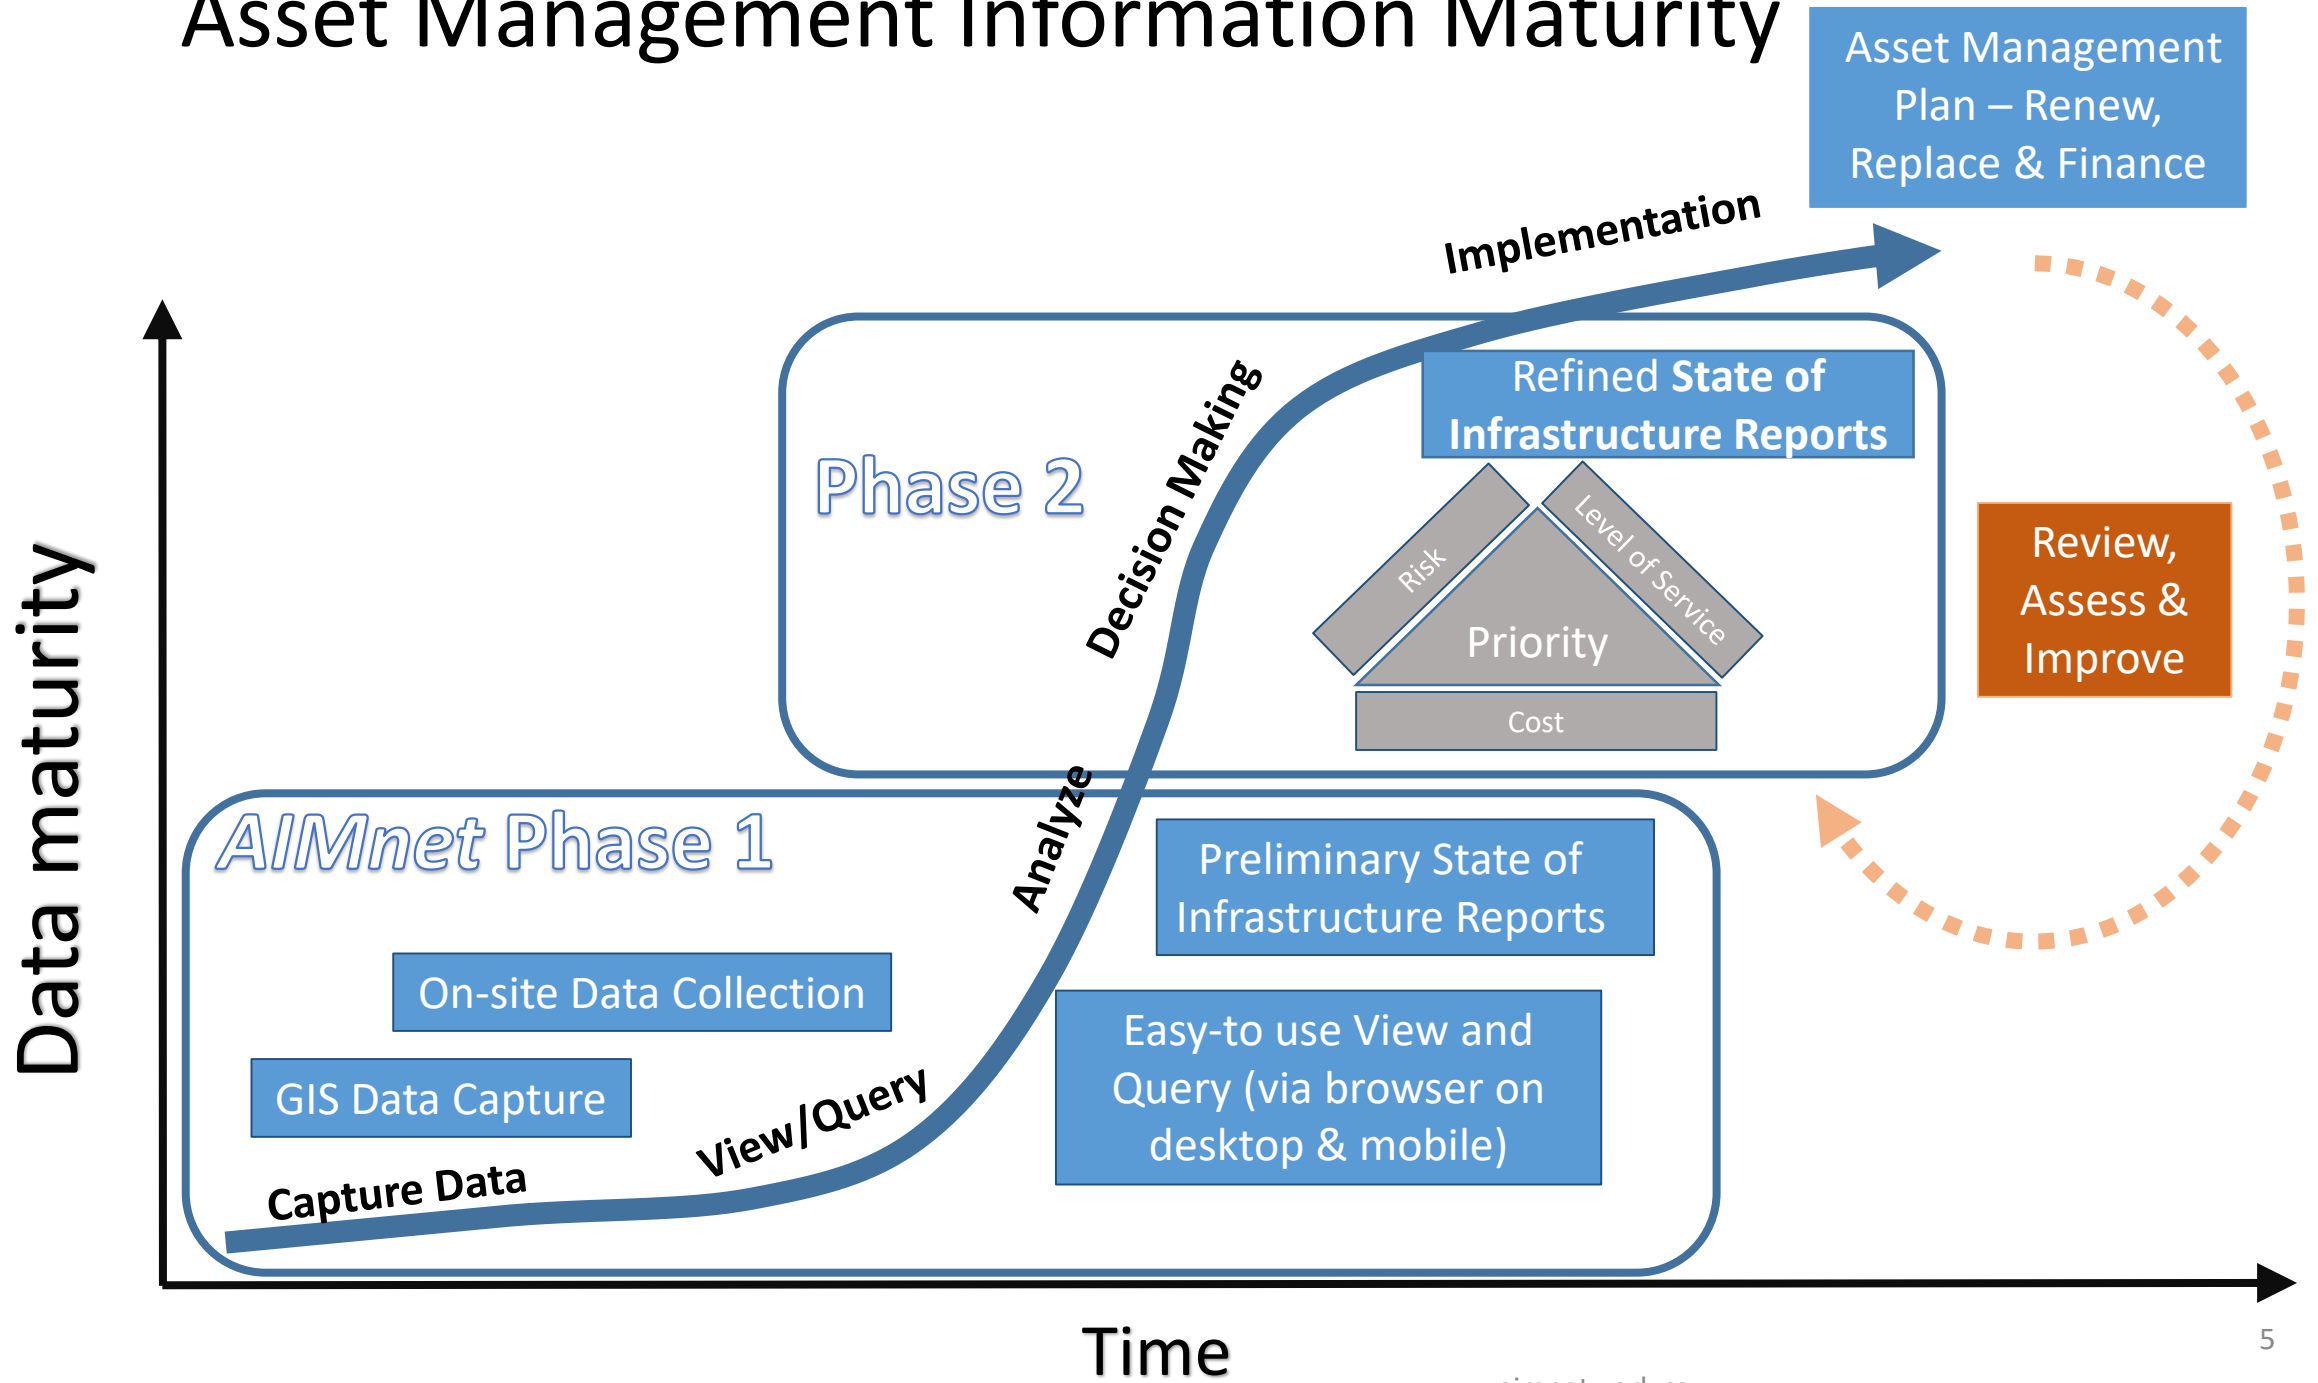 Asset Management Information Maturity
Asset Management
Plan – Renew,
Replace & Finance
Implementation
Refined State of
Infrastructure Reports
Decision Making
Phase 2
Risk
Level of Service
Priority
Cost
Review,
Assess &
Improve
Data maturity
AIMnet Phase 1
Analyze
Preliminary State of
Infrastructure Reports
On-site Data Collection
Easy-to use View and
Query (via browser on
desktop & mobile)
GIS Data Capture
View/Query
Capture Data
Time
5